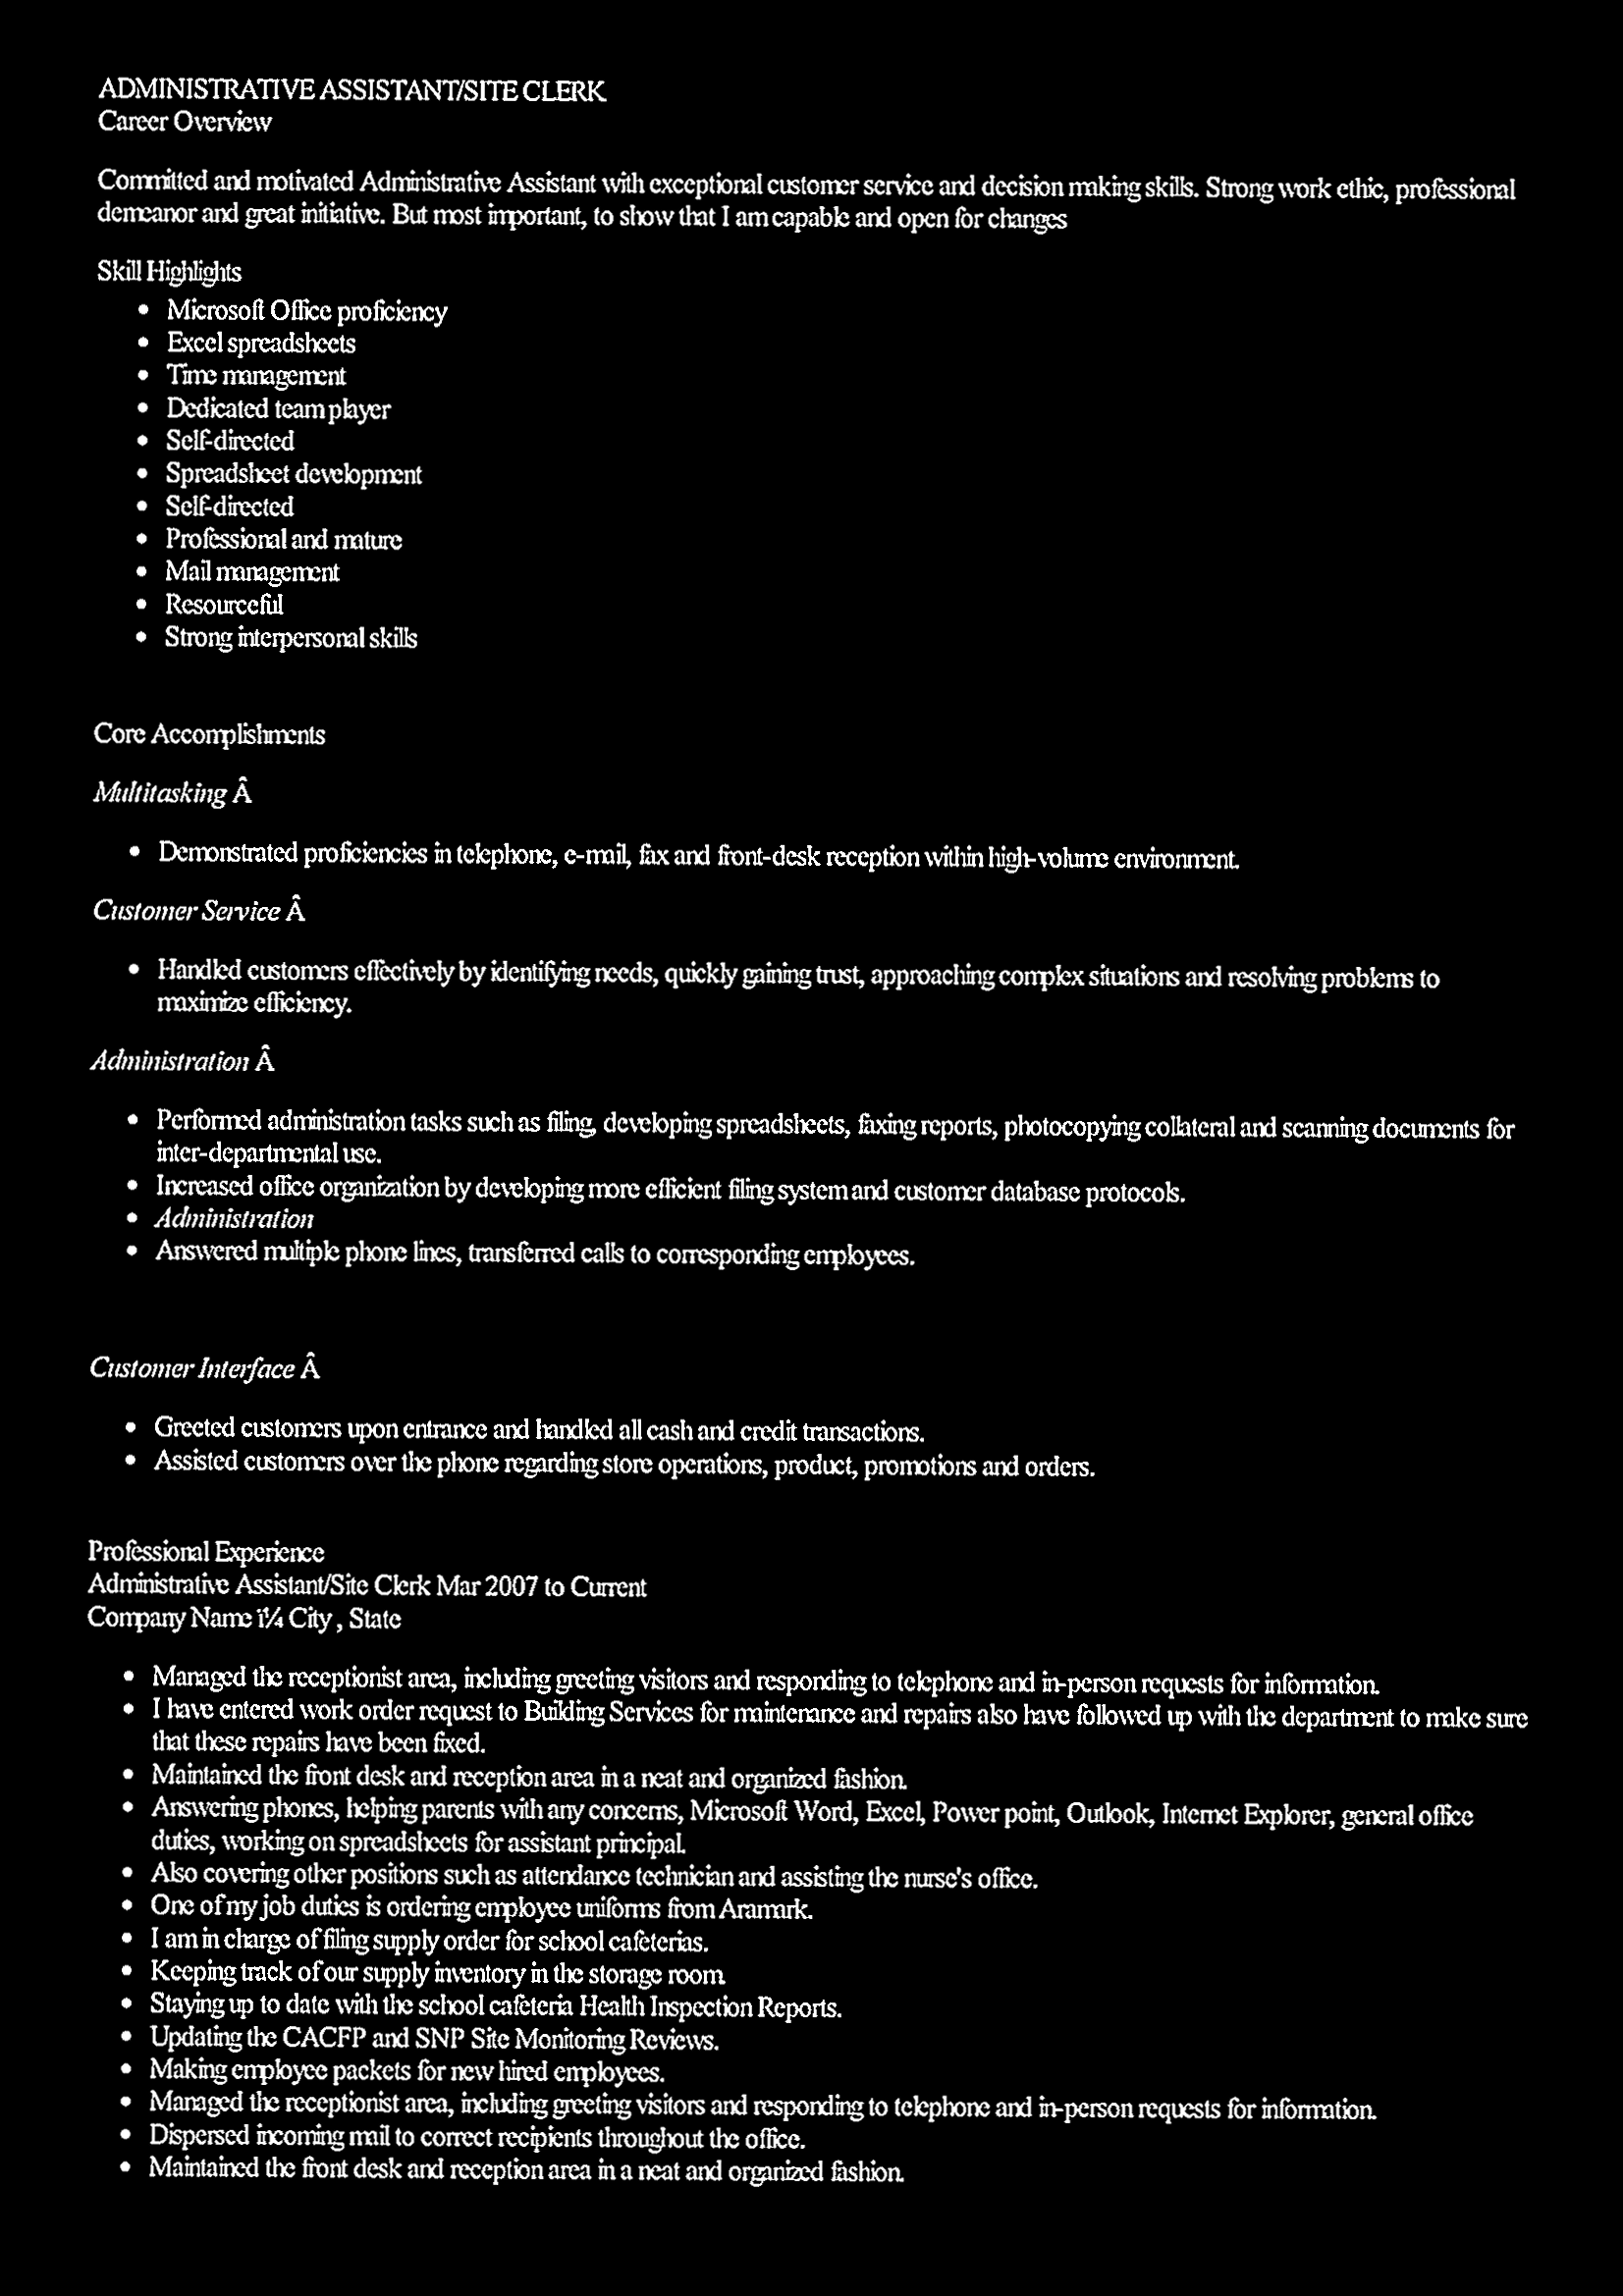 ADMINISTRATIVE ASSISTANT/SITE CLERK
Career Overview
Committed and motivated Administrative Assistant with exceptional customer service and decision making skills. Strong work ethic, professional
demeanor and great initiative. But most important, to show that I am capable and open for changes
Skill Highlights
• Microsoft Office proficiency
• Excel spreadsheets
• Time management
• Dedicated team player
• Self-directed
• Spreadsheet development
• Self-directed
• Professional and mature
• Mail management
• Resourceful
• Strong interpersonal skills
Core Accomplishments
Multitasking Â
• Demonstrated proficiencies in telephone, e-mail, fax and front-desk reception within high-volume environment.
Customer Service Â
• Handled customers effectively by identifying needs, quickly gaining trust, approaching complex situations and resolving problems to
maximize efficiency.
Administration Â
• Performed administration tasks such as filing, developing spreadsheets, faxing reports, photocopying collateral and scanning documents for
inter-departmental use.
• Increased office organization by developing more efficient filing system and customer database protocols.
• Administration
• Answered multiple phone lines, transferred calls to corresponding employees.
Customer Interface Â
• Greeted customers upon entrance and handled all cash and credit transactions.
• Assisted customers over the phone regarding store operations, product, promotions and orders.
Professional Experience
Administrative Assistant/Site Clerk Mar 2007 to Current
Company Name ï¼ City , State
• Managed the receptionist area, including greeting visitors and responding to telephone and in-person requests for information.
• I have entered work order request to Building Services for maintenance and repairs also have followed up with the department to make sure
that these repairs have been fixed.
• Maintained the front desk and reception area in a neat and organized fashion.
• Answering phones, helping parents with any concerns, Microsoft Word, Excel, Power point, Outlook, Internet Explorer, general office
duties, working on spreadsheets for assistant principal.
• Also covering other positions such as attendance technician and assisting the nurse's office.
• One of my job duties is ordering employee uniforms from Aramark.
• I am in charge of filing supply order for school cafeterias.
• Keeping track of our supply inventory in the storage room.
• Staying up to date with the school cafeteria Health Inspection Reports.
• Updating the CACFP and SNP Site Monitoring Reviews.
• Making employee packets for new hired employees.
• Managed the receptionist area, including greeting visitors and responding to telephone and in-person requests for information.
• Dispersed incoming mail to correct recipients throughout the office.
• Maintained the front desk and reception area in a neat and organized fashion.